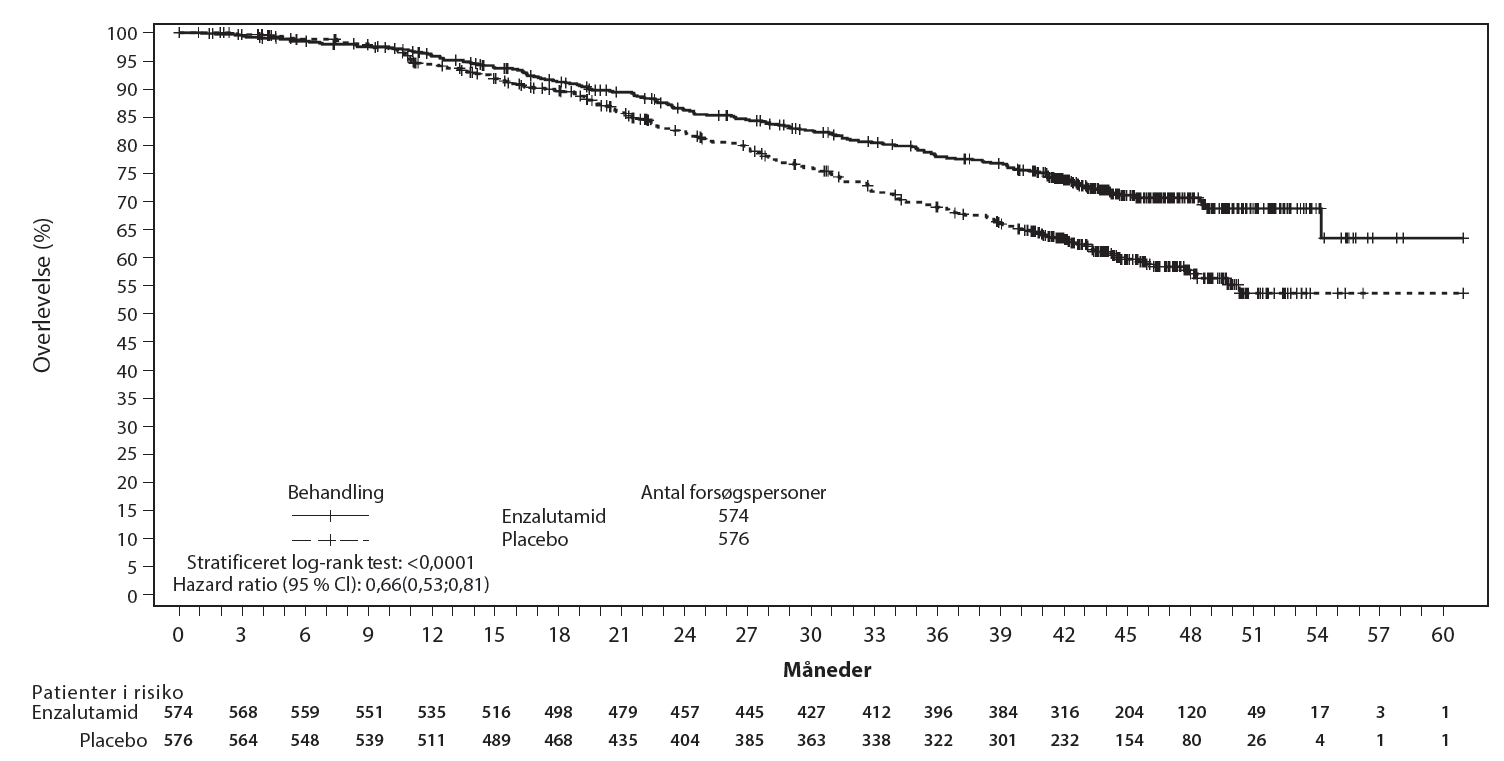 Overlevelse (%)
100
95
90
85
80
75
70
65
60
55
50
45
40
35
30
25
20
15
10
5
0
Behandling Antal forsøgspersoner
Enzalutamid 574
Placebo 576
Stratificeret log-rank test: <0,0001
Hazard ratio (95 % Cl): 0,66(0,53;0,81)
0 3 6 9 12 15 18 21 24 27 30 33 36 39 42 45 48 51 54 57 60
Måneder
Patienter i risiko
Enzalutamid 574 568 559 551 535 516 498 479 457 445 427 412 396 384 316 204 120 49 17 3 1
Placebo 576 564 548 539 511 489 468 435 404 385 363 338 322 301 232 154 80 26 4 1 1